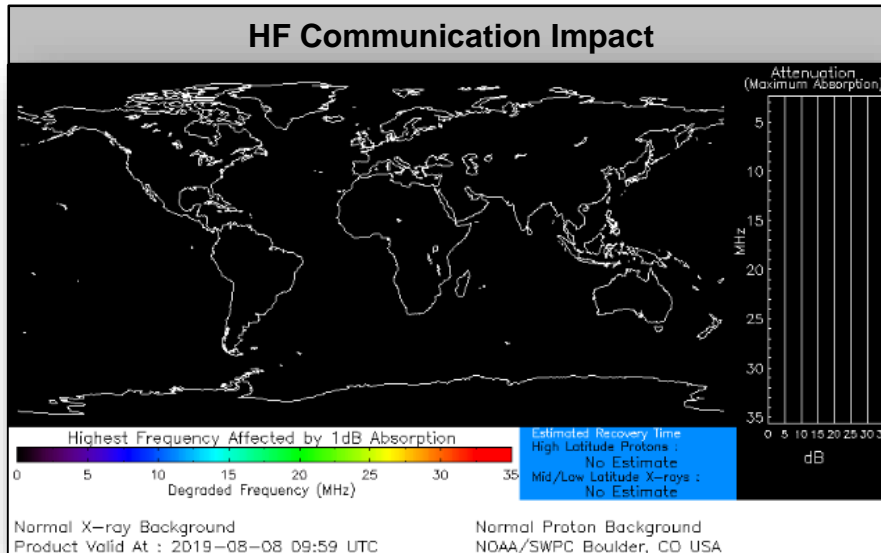 HF Communication Impact
Attenuation
(Maximum Absorption)
5
10
15
20
25
30
35
MHz
0 5 10 15 20 25 30
dB
Highest Frequency Affected by 1dB Absorption
0 5 10 15 20 25 30 35
Degraded Frequency (MHz)
Estimated Recovery Time
High Latitude Protons :
No Estimate
Mid/Low Latitude X-rays :
No Estimate
Normal X-ray Background
Product Valid At : 2019-08-08 09:59 UTC
Normal Proton Background
NOAA/SWPC Boulder, CO USA